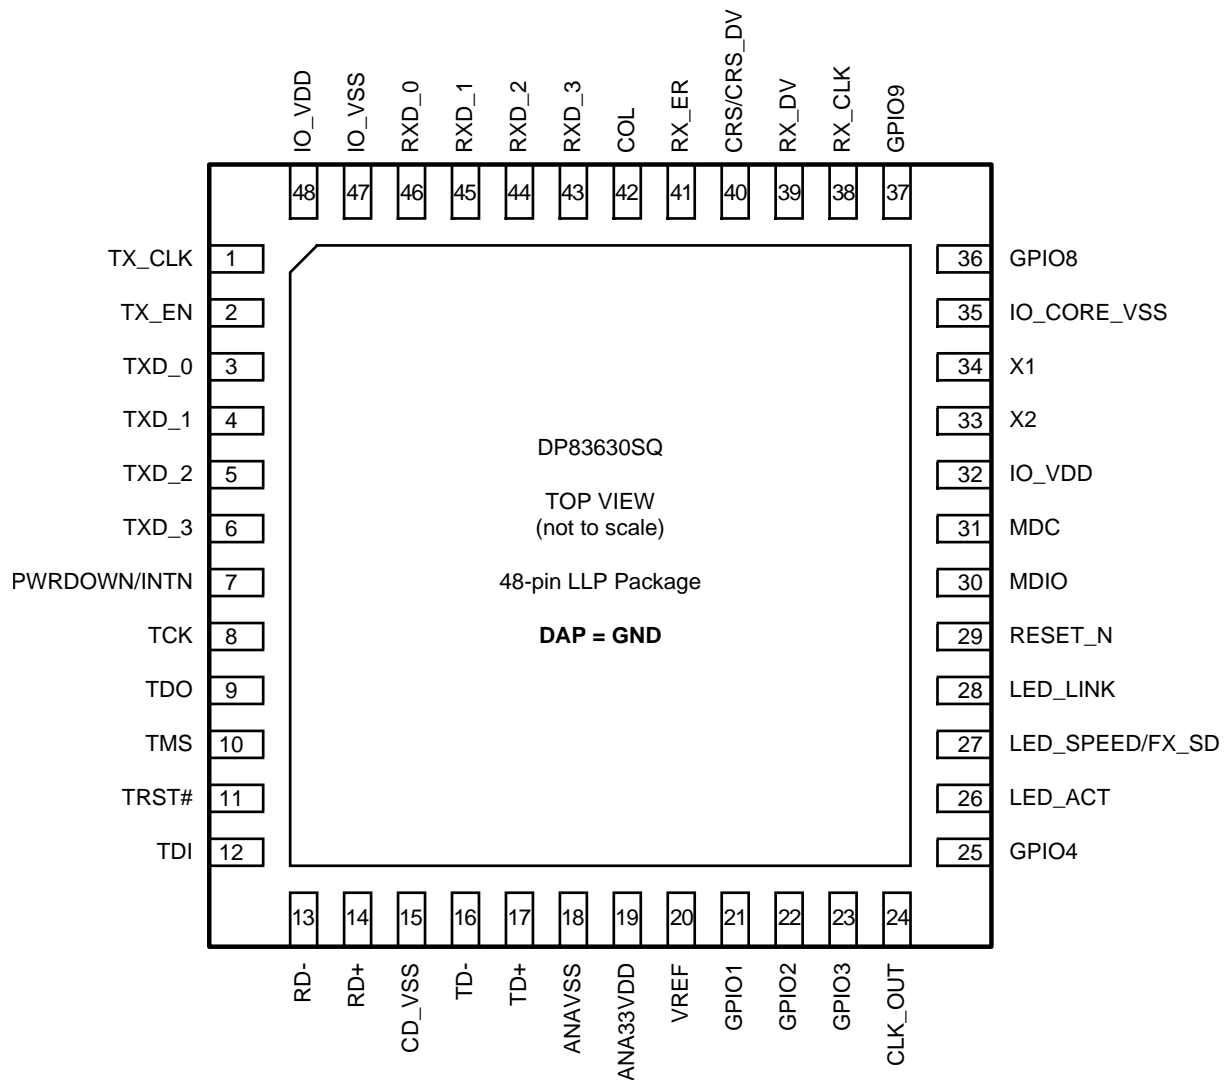 IO_VDD
IO_VSS
RXD_0
RXD_1
RXD_2
RXD_3
COL
RX_ER
CRS/CRS_DV
RX_DV
RX_CLK
GPIO9
48
47
46
45
44
43
42
41
40
39
38
37
TX_CLK 1
TX_EN 2
TXD_0 3
TXD_1 4
TXD_2 5
TXD_3 6
PWRDOWN/INTN 7
TCK 8
TDO 9
TMS 10
TRST# 11
TDI 12
DP83630SQ
TOP VIEW
(not to scale)
48-pin LLP Package
DAP = GND
36 GPIO8
35 IO_CORE_VSS
34 X1
33 X2
32 IO_VDD
31 MDC
30 MDIO
29 RESET_N
28 LED_LINK
27 LED_SPEED/FX_SD
26 LED_ACT
25 GPIO4
13
14
15
16
17
18
19
20
21
22
23
24
RD-
RD+
CD_VSS
TD-
TD+
ANAVSS
ANA33VDD
VREF
GPIO1
GPIO2
GPIO3
CLK_OUT